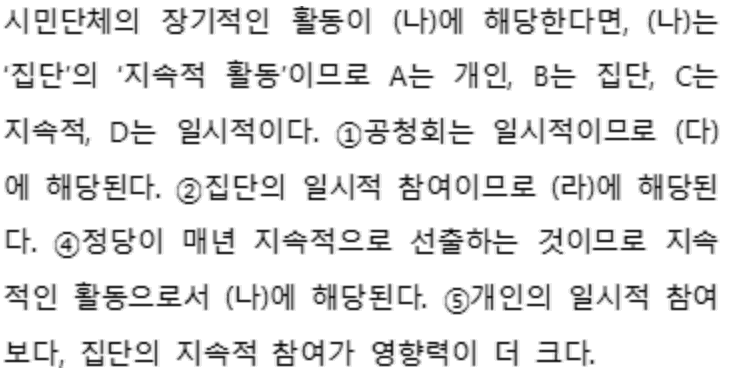 시민단체의 장기적인 활동이 (나)에 해당한다면, (나)는
‘집단’의 ‘지속적 활동’이므로 A는 개인, B는 집단, C는
지속적, D는 일시적이다. ①공청회는 일시적이므로 (다)
에 해당된다. ②집단의 일시적 참여이므로 (라)에 해당된
다. ④정당이 매년 지속적으로 선출하는 것이므로 지속
적인 활동으로서 (나)에 해당된다. ⑤개인의 일시적 참여
보다, 집단의 지속적 참여가 영향력이 더 크다.